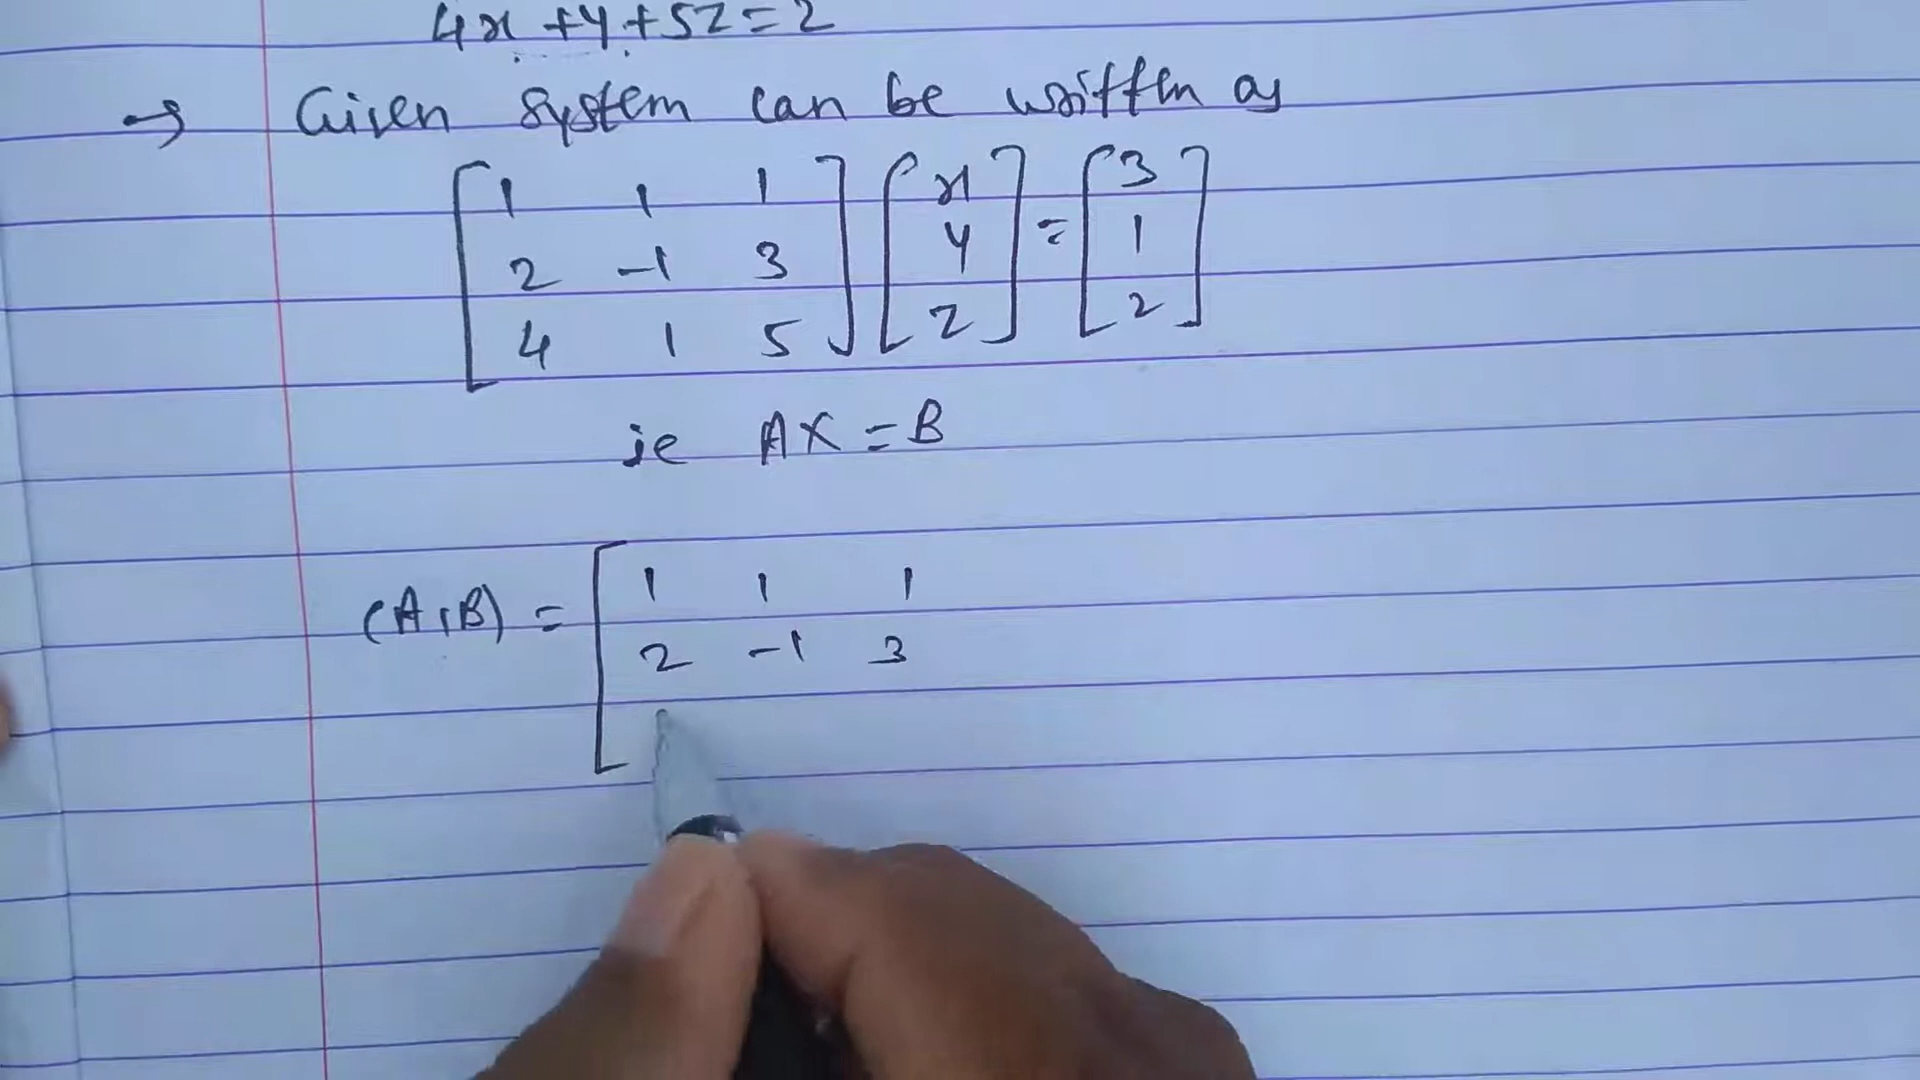 4x + y + 5z = 2
→ Given system can be written as
[1 1 1] [x] = [3]
[2 -1 3] [y] [1]
[4 1 5] [z] [2]
ie AX = B
(A,B) = [1 1 1
2 -1 3